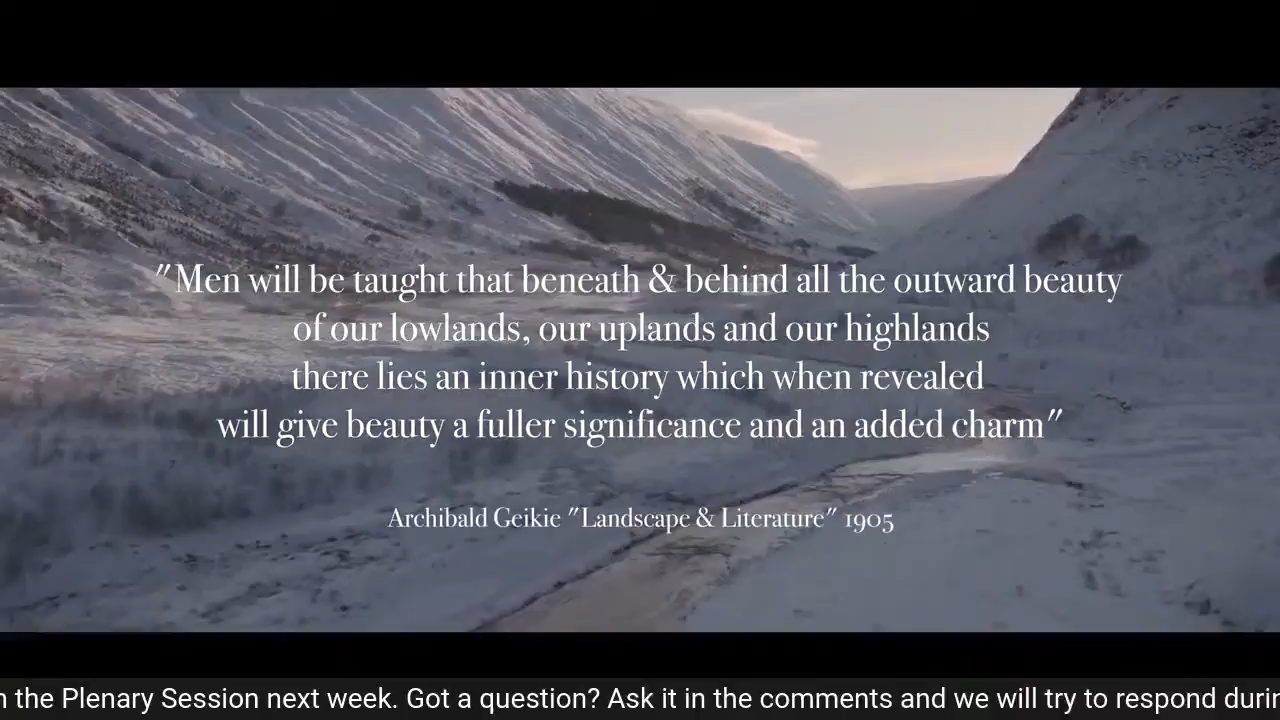 "Men will be taught that beneath & behind all the outward beauty
of our lowlands, our uplands and our highlands
there lies an inner history which when revealed
will give beauty a fuller significance and an added charm"
Archibald Geikie "Landscape & Literature" 1905
the Plenary Session next week. Got a question? Ask it in the comments and we will try to respond